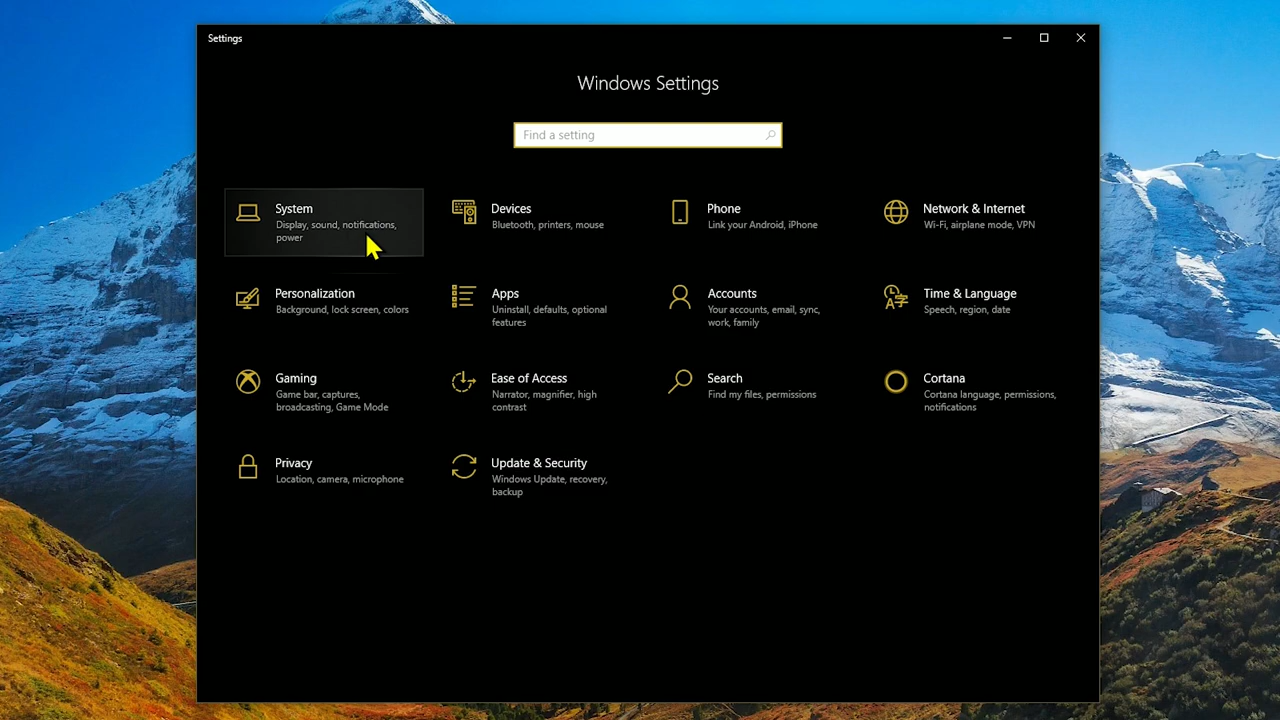 Settings
Windows Settings
Find a setting
System
Display, sound, notifications,
power
Devices
Bluetooth, printers, mouse
Phone
Link your Android, iPhone
Network & Internet
Wi-Fi, airplane mode, VPN
Personalization
Background, lock screen, colors
Apps
Uninstall, defaults, optional
features
Accounts
Your accounts, email, sync,
work, family
Time & Language
Speech, region, date
Gaming
Game bar, captures,
broadcasting, Game Mode
Ease of Access
Narrator, magnifier, high
contrast
Search
Find my files, permissions
Cortana
Cortana language, permissions,
notifications
Privacy
Location, camera, microphone
Update & Security
Windows Update, recovery,
backup